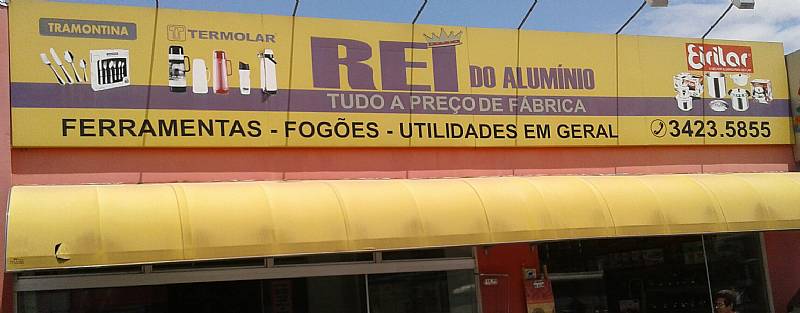 TRAMONTINA
TERMOLAR
REI DO ALUMÍNIO
Eirilar
TUDO A PREÇO DE FÁBRICA
FERRAMENTAS - FOGÕES - UTILIDADES EM GERAL
3423.5855